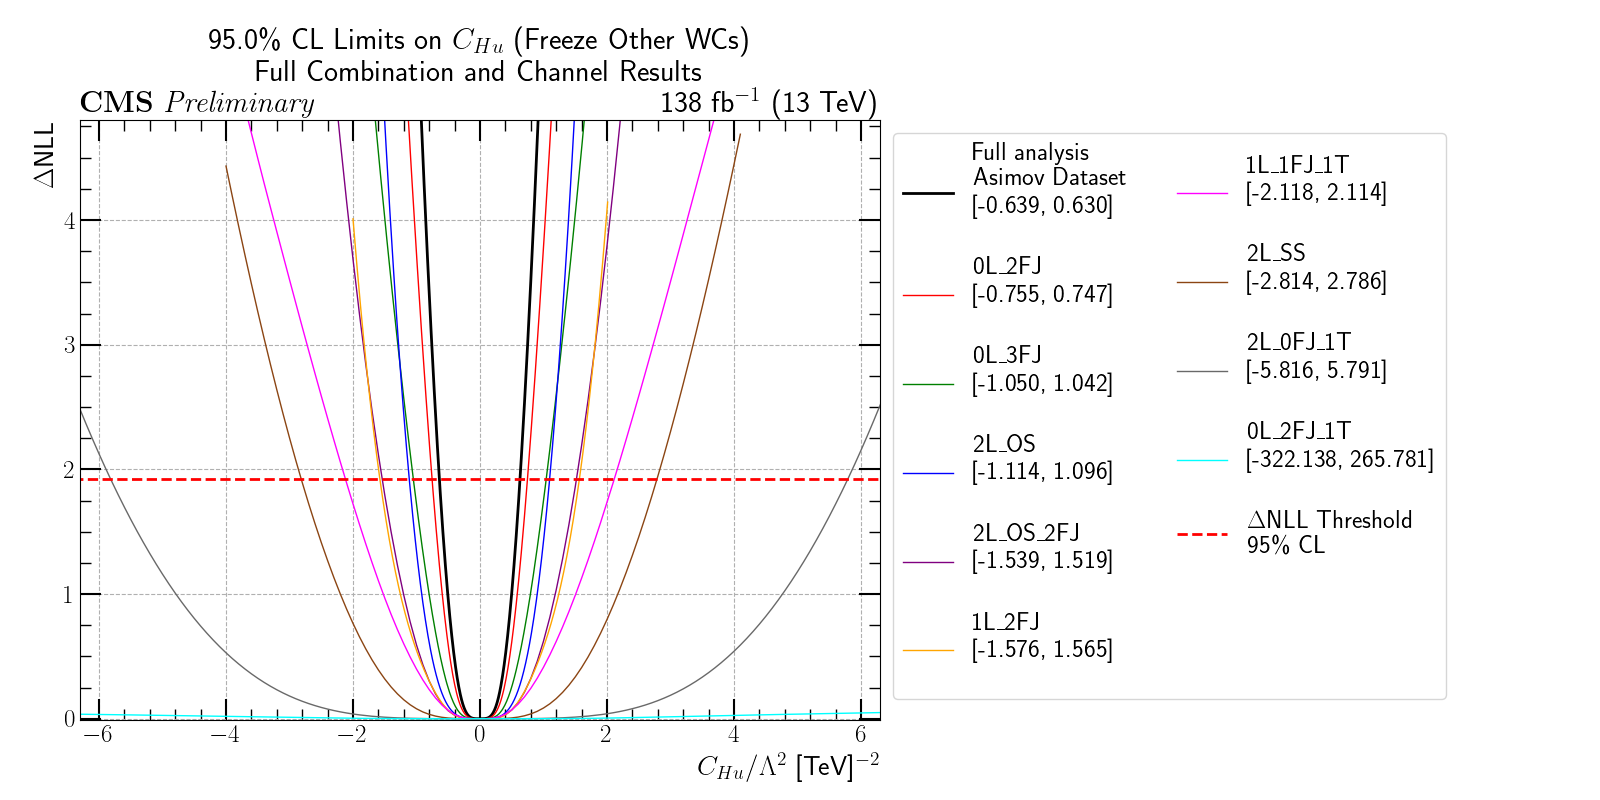 95.0% CL Limits on C_{Hu} (Freeze Other WCs)
Full Combination and Channel Results
CMS Preliminary
138 fb^{−1} (13 TeV)
ΔNLL
4
3
2
1
0
−6
−4
−2
0
2
4
6
C_{Hu}/Λ^2 [TeV]^{−2}
Full analysis
Asimov Dataset
[-0.639, 0.630]
0L_2FJ
[-0.755, 0.747]
0L_3FJ
[-1.050, 1.042]
2L_OS
[-1.114, 1.096]
2L_OS_2FJ
[-1.539, 1.519]
1L_2FJ
[-1.576, 1.565]
1L_1FJ_1T
[-2.118, 2.114]
2L_SS
[-2.814, 2.786]
2L_0FJ_1T
[-5.816, 5.791]
0L_2FJ_1T
[-322.138, 265.781]
ΔNLL Threshold
95% CL